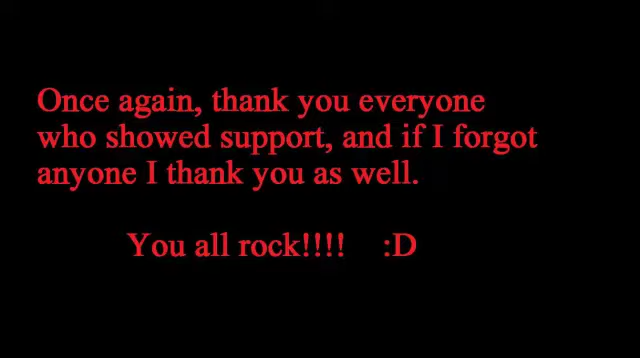 Once again, thank you everyone
who showed support, and if I forgot
anyone I thank you as well.
You all rock!!!! :D